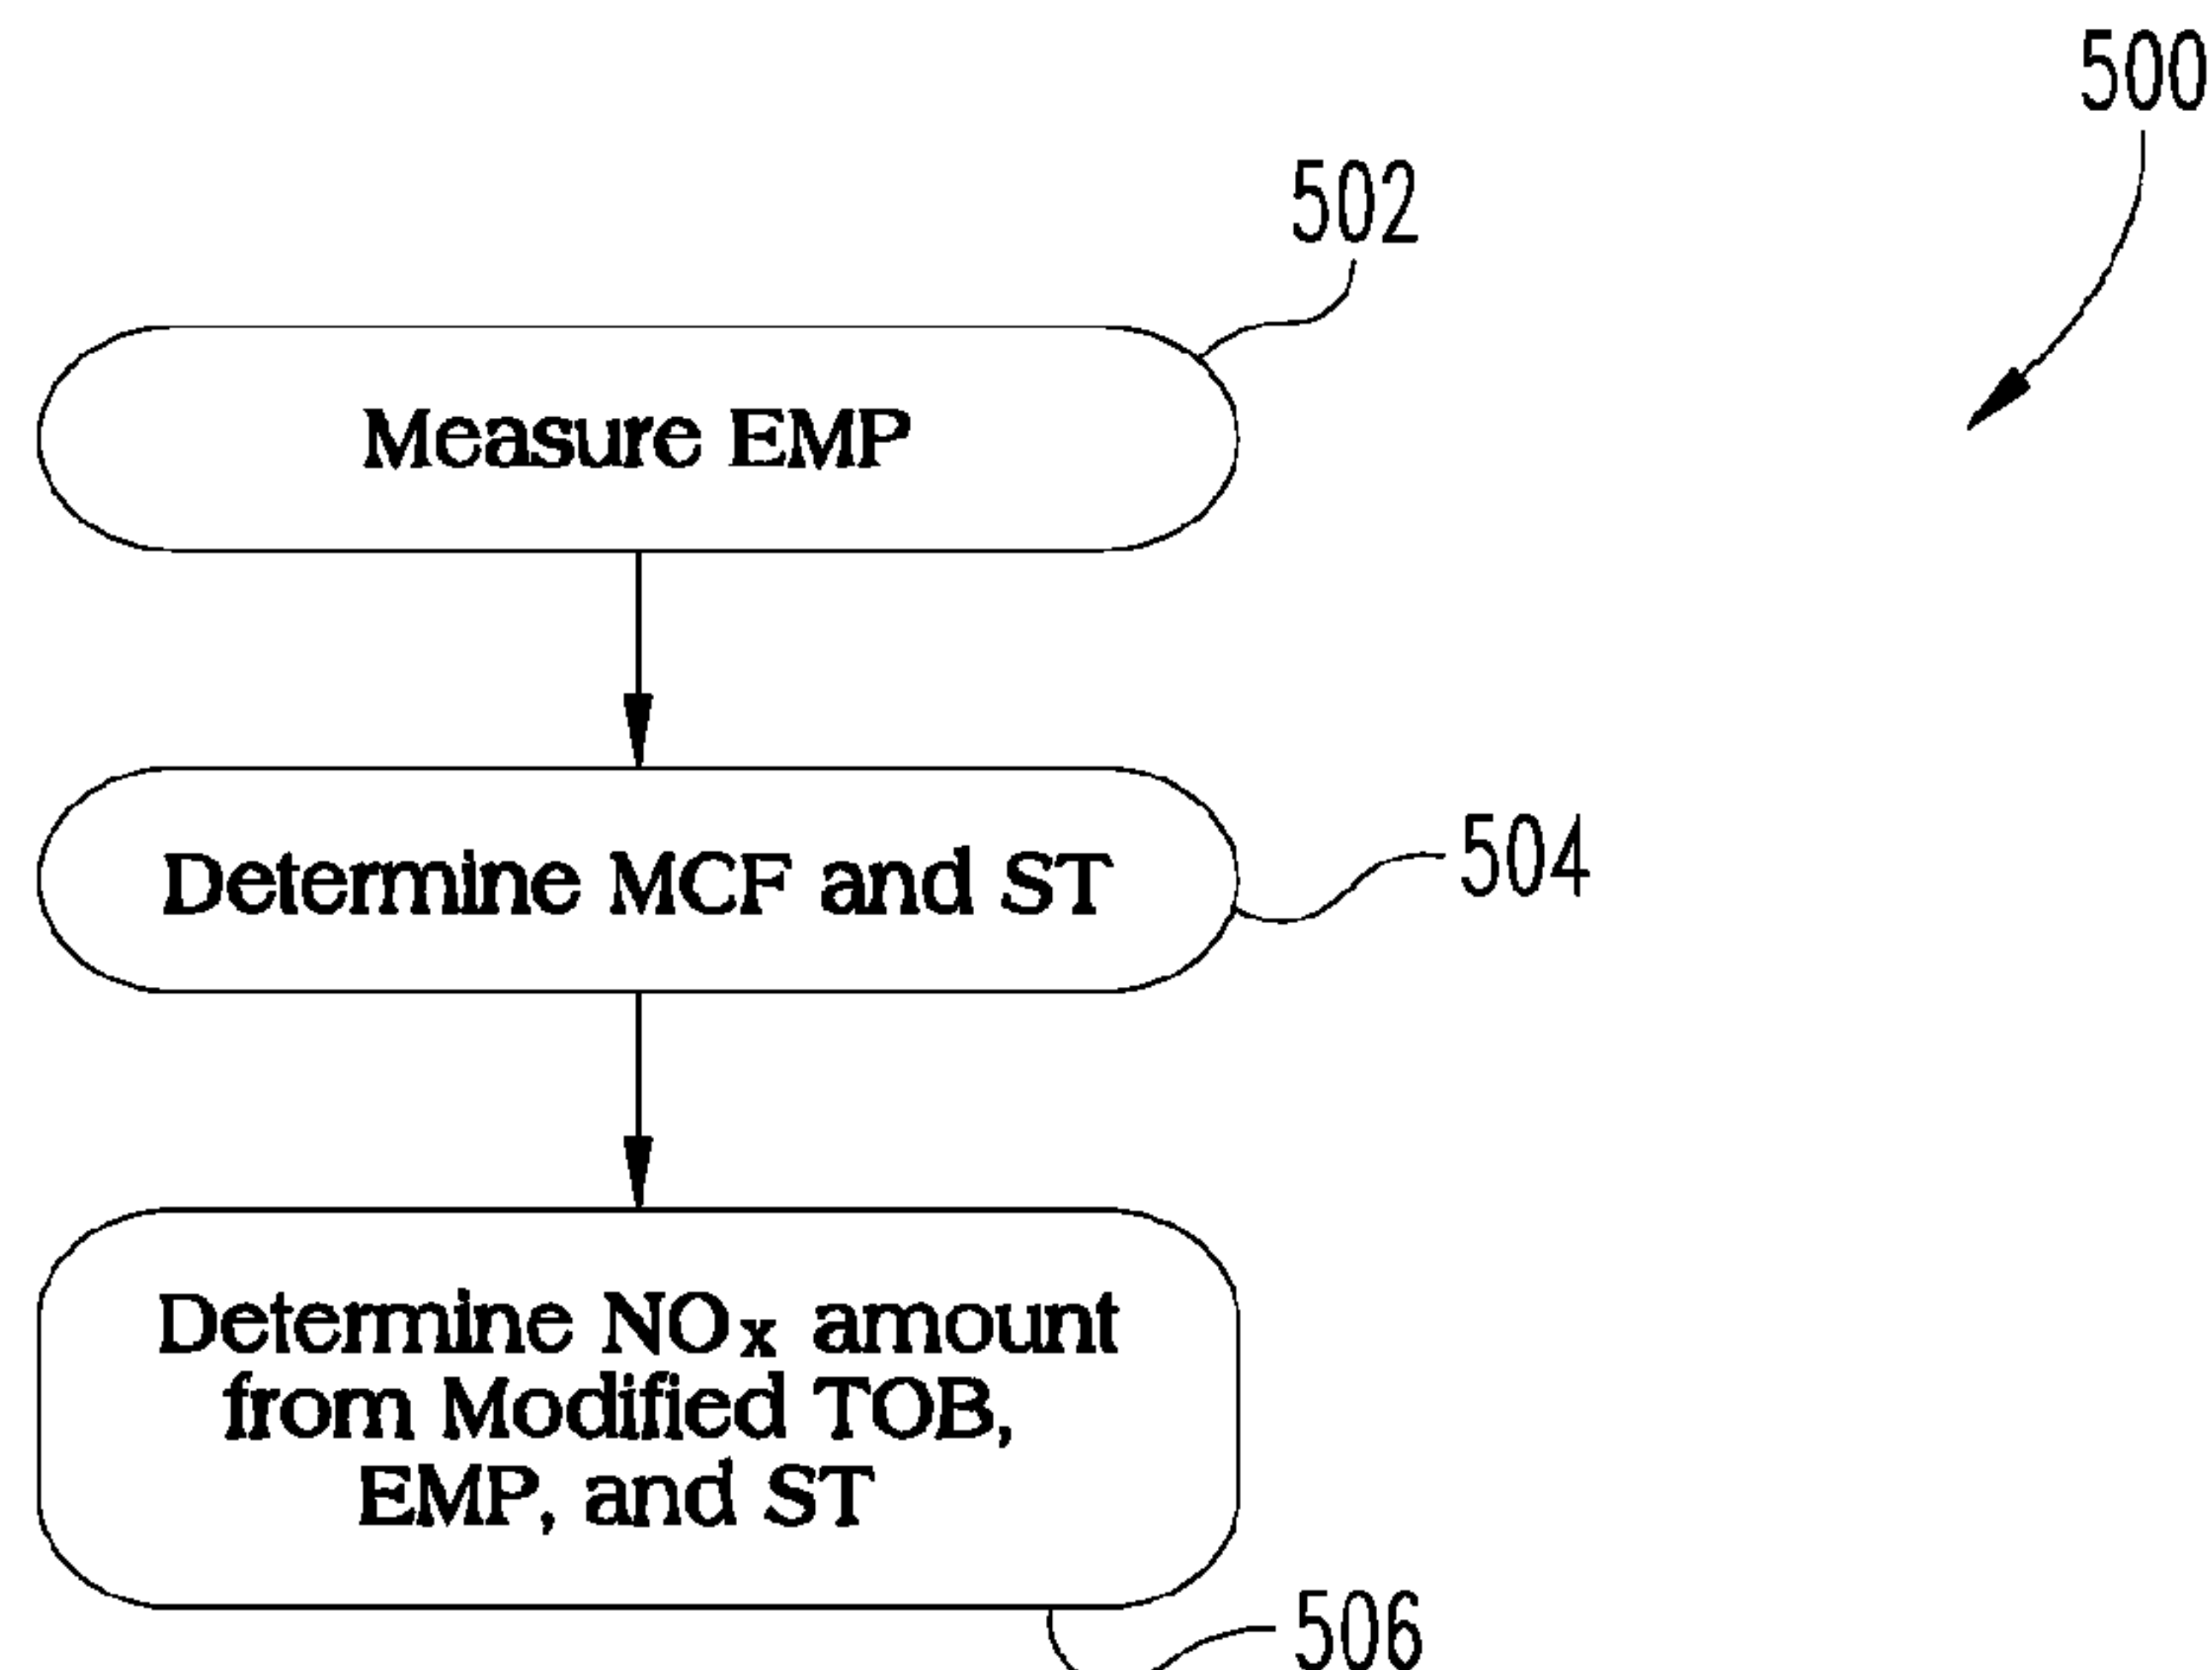 500
502
Measure EMP
Determine MCF and ST
504
Determine NOx amount
from Modified TOB,
EMP, and ST
506